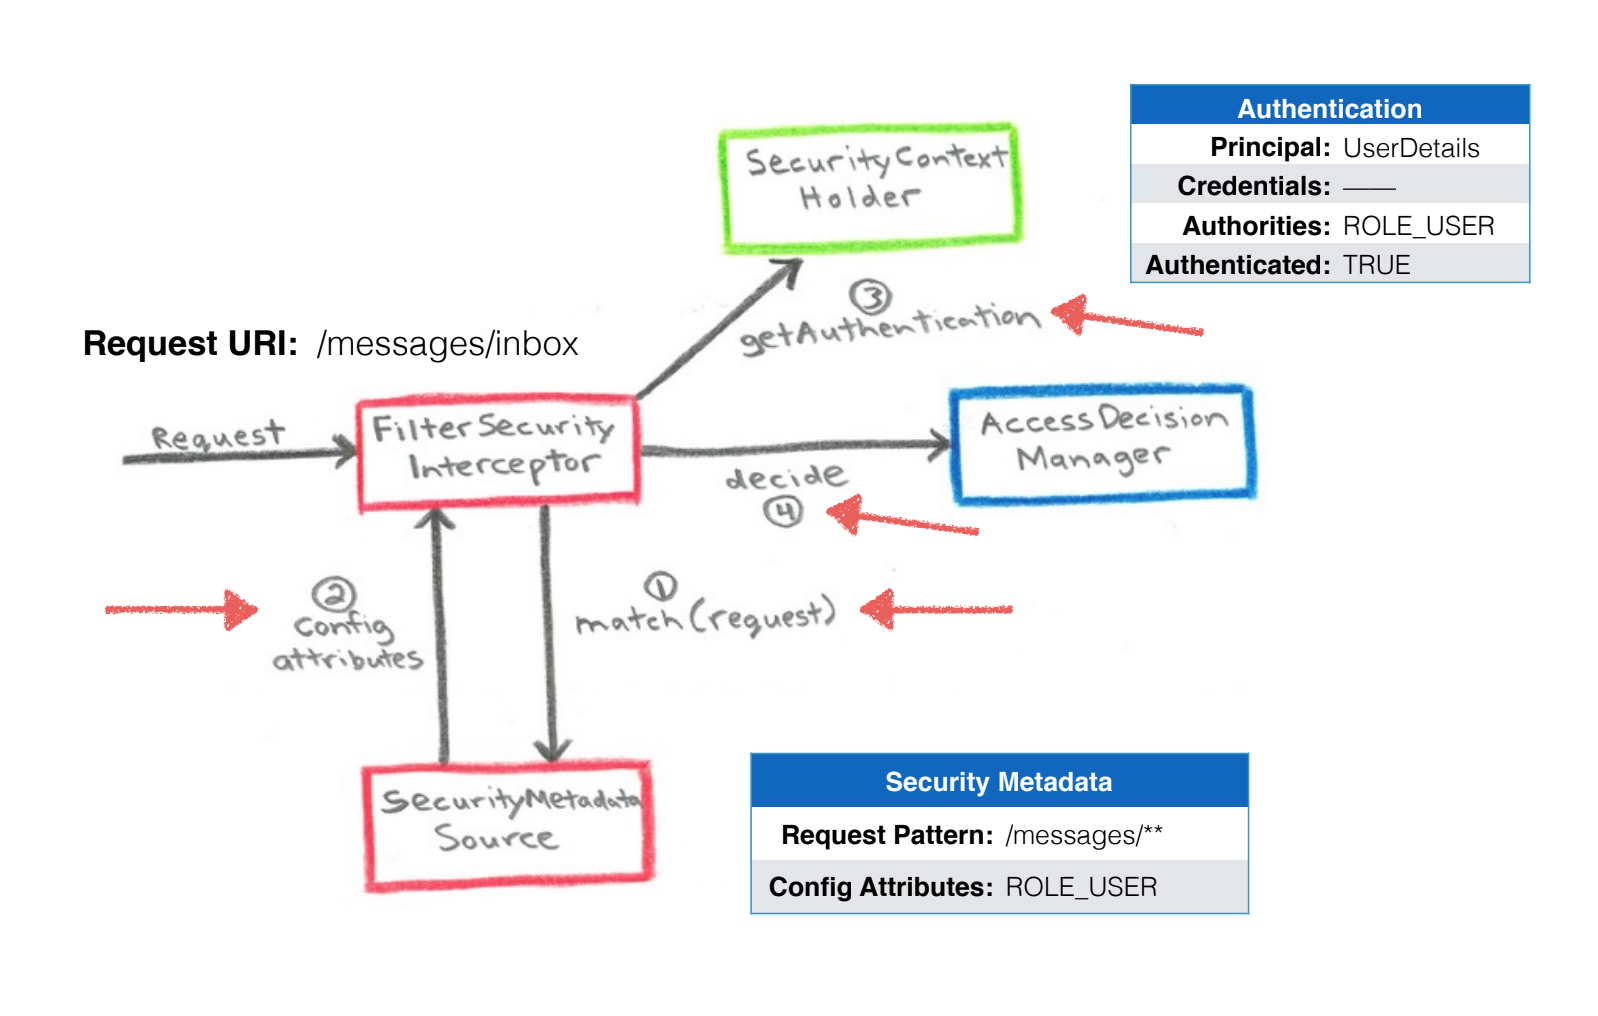 Authentication
Principal: UserDetails
Credentials: ——
Authorities: ROLE_USER
Authenticated: TRUE
SecurityContext
Holder
3
getAuthentication
Request URI: /messages/inbox
Request
FilterSecurity
Interceptor
AccessDecision
Manager
decide
4
2
config
attributes
1
match(request)
SecurityMetadata
Source
Security Metadata
Request Pattern: /messages/**
Config Attributes: ROLE_USER